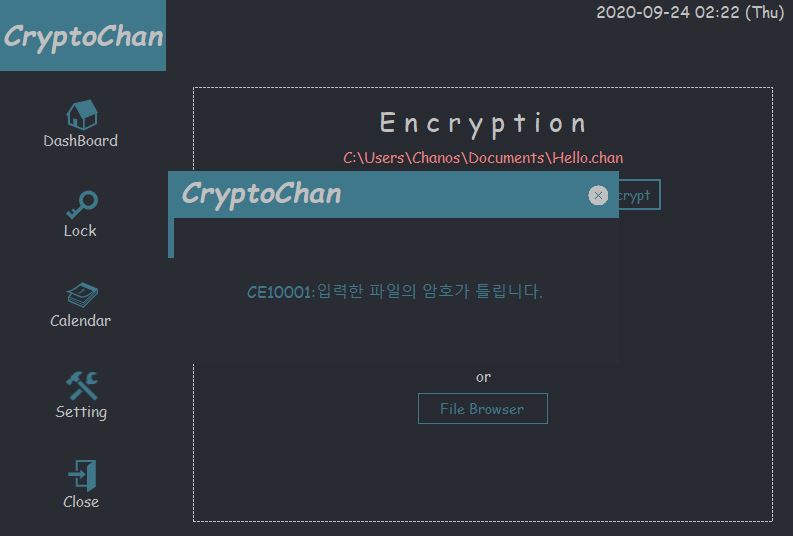 CryptoChan
2020-09-24 02:22 (Thu)
DashBoard
Lock
Calendar
Setting
Close
Encryption
C:\Users\Chanos\Documents\Hello.chan
crypt
CryptoChan
CE10001:입력한 파일의 암호가 틀립니다.
or
File Browser